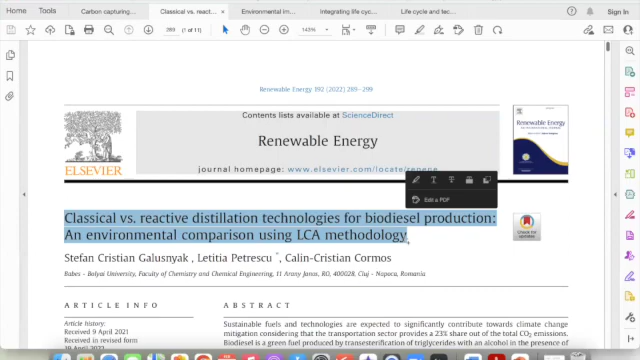 Home Tools Carbon capturing... Classical vs. react... × Environmental im... Integrating life cyc... Life cycle and tec... Sign In
289 (1 of 11) 143%
Renewable Energy 192 (2022) 289–299
Contents lists available at ScienceDirect
Renewable Energy
journal homepage: www.elsevier.com/locate/renene
ELSEVIER
Renewable Energy
Edit a PDF
Classical vs. reactive distillation technologies for biodiesel production:
An environmental comparison using LCA methodology
Check for
Stefan Cristian Galusnyak, Letitia Petrescu*, Calin-Cristian Cormos
Babes - Bolyai University, Faculty of Chemistry and Chemical Engineering, 11 Arany Janos, RO, 400028, Cluj - Napoca, Romania
ARTICLE INFO
ABSTRACT
Article history:
Received 9 April 2021
Received in revised form
Sustainable fuels and technologies are expected to significantly contribute towards climate change
mitigation considering that the transportation sector provides a 23% share out of the total CO2 emissions.
Biodiesel is a green fuel produced by transesterification of triglycerides with an alcohol in the presence of